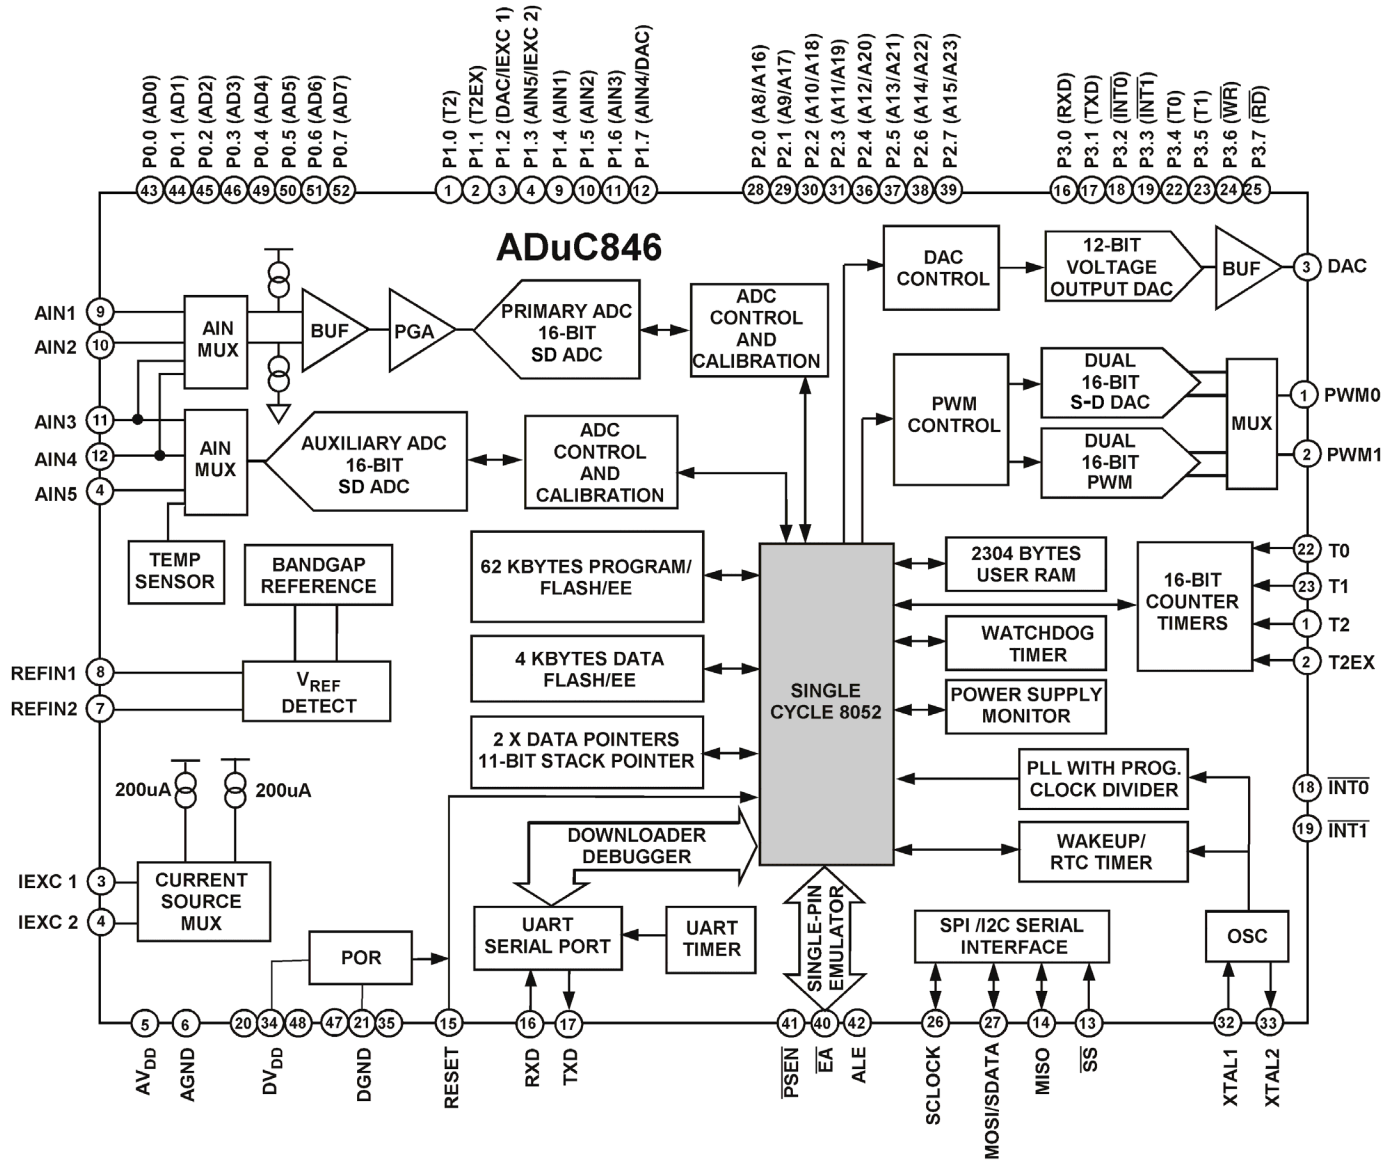 P0.0 (AD0)
P0.1 (AD1)
P0.2 (AD2)
P0.3 (AD3)
P0.4 (AD4)
P0.5 (AD5)
P0.6 (AD6)
P0.7 (AD7)
P1.0 (T2)
P1.1 (T2EX)
P1.2 (DAC/IEXC 1)
P1.3 (AIN5/IEXC 2)
P1.4 (AIN1)
P1.5 (AIN2)
P1.6 (AIN3)
P1.7 (AIN4/DAC)
P2.0 (A8/A16)
P2.1 (A9/A17)
P2.2 (A10/A18)
P2.3 (A11/A19)
P2.4 (A12/A20)
P2.5 (A13/A21)
P2.6 (A14/A22)
P2.7 (A15/A23)
P3.0 (RXD)
P3.1 (TXD)
P3.2 (INT0)
P3.3 (INT1)
P3.4 (T0)
P3.5 (T1)
P3.6 (WR)
P3.7 (RD)
43 44 45 46 49 50 51 52
1 2 3 4 9 10 11 12
28 29 30 31 36 37 38 39
16 17 18 19 22 23 24 25
ADuC846
AIN1 9
AIN2 10
AIN3 11
AIN4 12
AIN5 4
AIN
MUX
BUF
PGA
PRIMARY ADC
16-BIT
SD ADC
ADC
CONTROL
AND
CALIBRATION
DAC
CONTROL
12-BIT
VOLTAGE
OUTPUT DAC
BUF
3 DAC
AIN
MUX
AUXILIARY ADC
16-BIT
SD ADC
ADC
CONTROL
AND
CALIBRATION
PWM
CONTROL
DUAL
16-BIT
S-D DAC
DUAL
16-BIT
PWM
MUX
1 PWM0
2 PWM1
TEMP
SENSOR
BANDGAP
REFERENCE
REFIN1 8
REFIN2 7
VREF
DETECT
62 KBYTES PROGRAM/
FLASH/EE
4 KBYTES DATA
FLASH/EE
2 X DATA POINTERS
11-BIT STACK POINTER
SINGLE
CYCLE 8052
2304 BYTES
USER RAM
WATCHDOG
TIMER
POWER SUPPLY
MONITOR
16-BIT
COUNTER
TIMERS
22 T0
23 T1
1 T2
2 T2EX
PLL WITH PROG.
CLOCK DIVIDER
WAKEUP/
RTC TIMER
18 INT0
19 INT1
200uA
200uA
IEXC 1 3
IEXC 2 4
CURRENT
SOURCE
MUX
DOWNLOADER
DEBUGGER
POR
UART
SERIAL PORT
UART
TIMER
SINGLE-PIN
EMULATOR
SPI /I2C SERIAL
INTERFACE
OSC
5 6 20 34 48 47 21 35 15 16 17 41 40 42 26 27 14 13 32 33
AVDD
AGND
DVDD
DGND
RESET
RXD
TXD
PSEN
EA
ALE
SCLOCK
MOSI/SDATA
MISO
SS
XTAL1
XTAL2